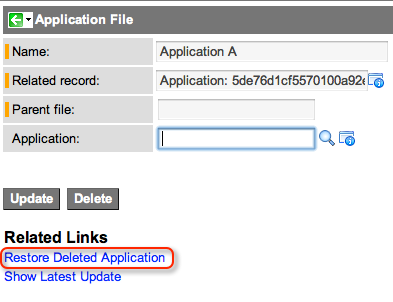 Application File
Name: Application A
Related record: Application: 5de76d1cf5570100a92e
Parent file:
Application:
Update Delete
Related Links
Restore Deleted Application
Show Latest Update